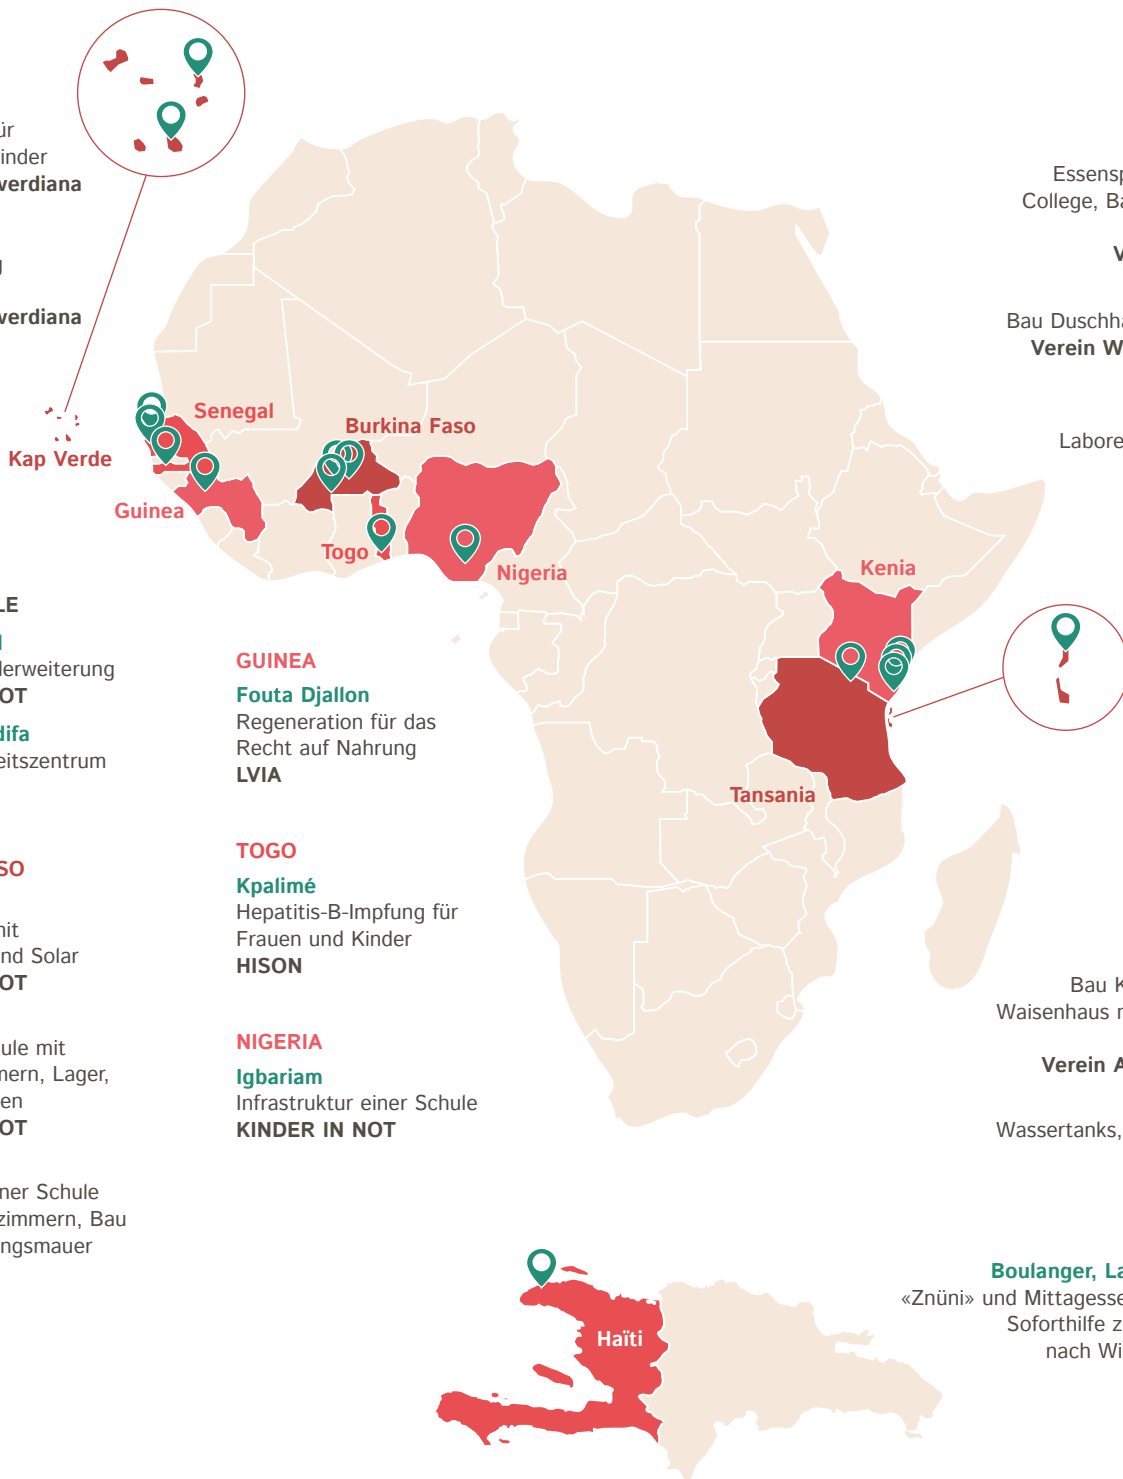 ür
inder
verdiana
g
verdiana
Senegal
Burkina Faso
Kap Verde
Guinea
Togo
Nigeria
Kenia
Tansania
Essensp
College, Ba
V
Bau Duschha
Verein W
Labore
LE
l
derweiterung
OT
difa
eitszentrum
SO
nit
nd Solar
OT
ule mit
mern, Lager,
en
OT
ner Schule
zimmern, Bau
ngsmauer
GUINEA
Fouta Djallon
Regeneration für das
Recht auf Nahrung
LVIA
TOGO
Kpalimé
Hepatitis-B-Impfung für
Frauen und Kinder
HISON
NIGERIA
Igbariam
Infrastruktur einer Schule
KINDER IN NOT
Bau K
Waisenhaus m
Verein A
Wassertanks,
Haïti
Boulanger, La
«Znüni» und Mittagesse
Soforthilfe z
nach Wi